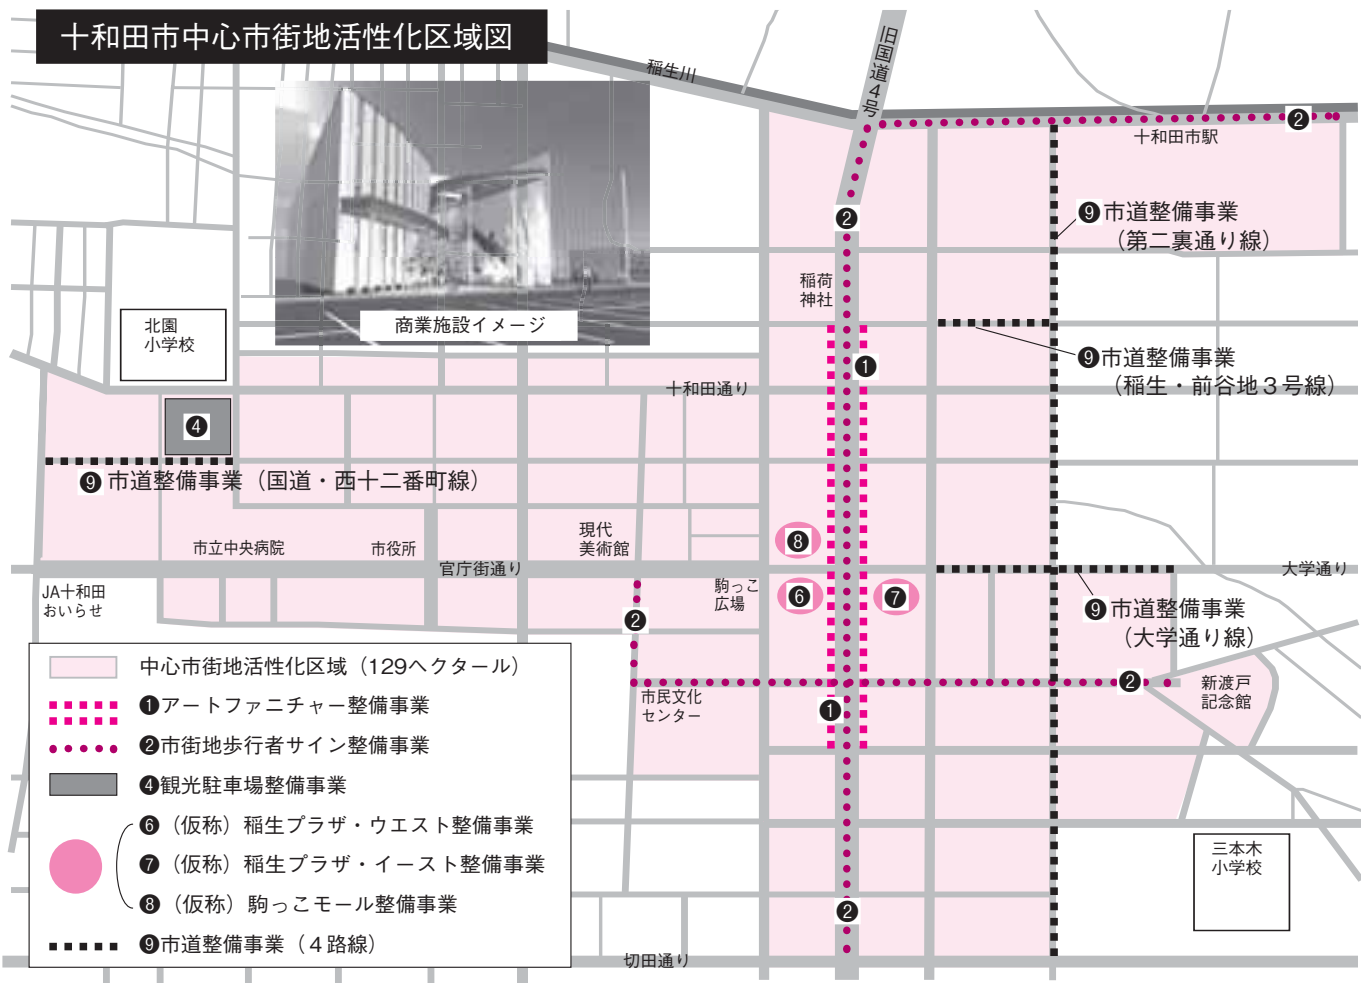 十和田市中心市街地活性化区域図
稲生川
旧国道4号
❷
十和田市駅
❾市道整備事業
（第二裏通り線）
❷
稲荷
神社
商業施設イメージ
北園
小学校
❶
❾市道整備事業
（稲生・前谷地３号線）
十和田通り
❹
❾市道整備事業（国道・西十二番町線）
市立中央病院
市役所
現代
美術館
❽
官庁街通り
大学通り
JA十和田
おいらせ
駒っこ
広場
❻
❼
❾市道整備事業
（大学通り線）
❷
❷
新渡戸
記念館
市民文化
センター
❶
三本木
小学校
❷
切田通り
中心市街地活性化区域（129ヘクタール）
❶アートファニチャー整備事業
❷市街地歩行者サイン整備事業
❹観光駐車場整備事業
❻（仮称）稲生プラザ・ウエスト整備事業
❼（仮称）稲生プラザ・イースト整備事業
❽（仮称）駒っこモール整備事業
❾市道整備事業（４路線）